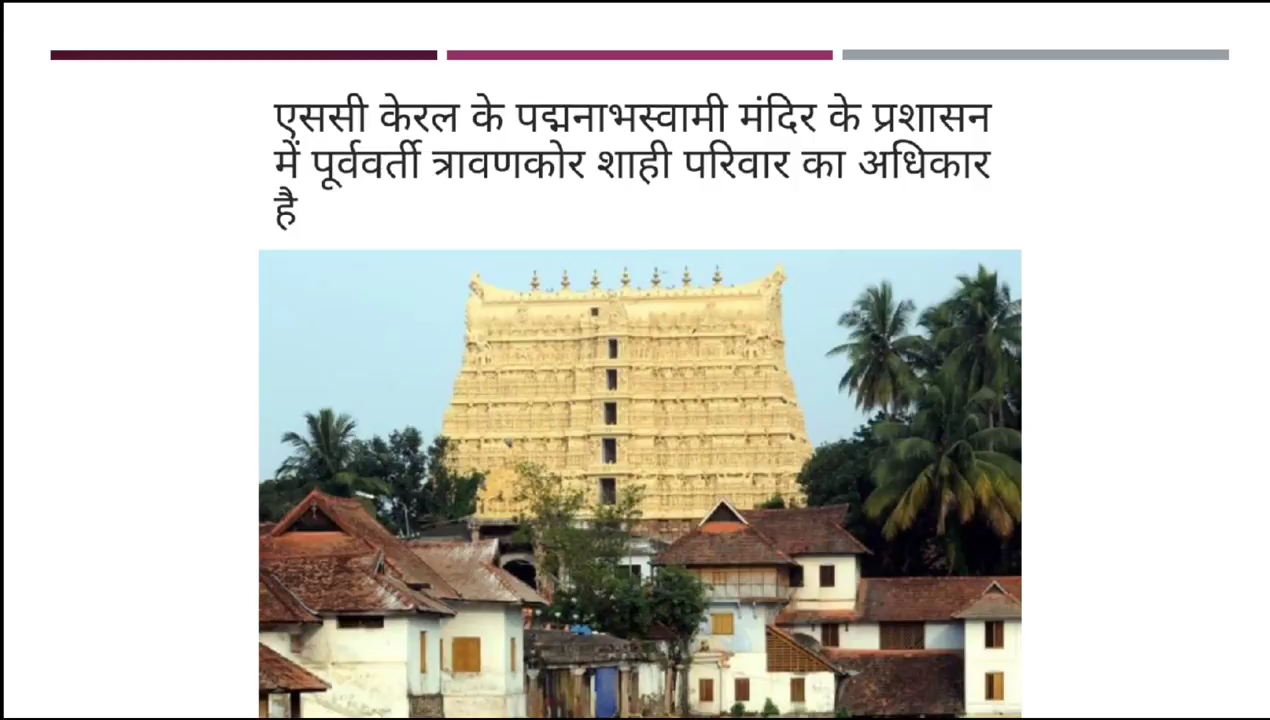 एससी केरल के पद्मनाभस्वामी मंदिर के प्रशासन
में पूर्ववर्ती त्रावणकोर शाही परिवार का अधिकार
है